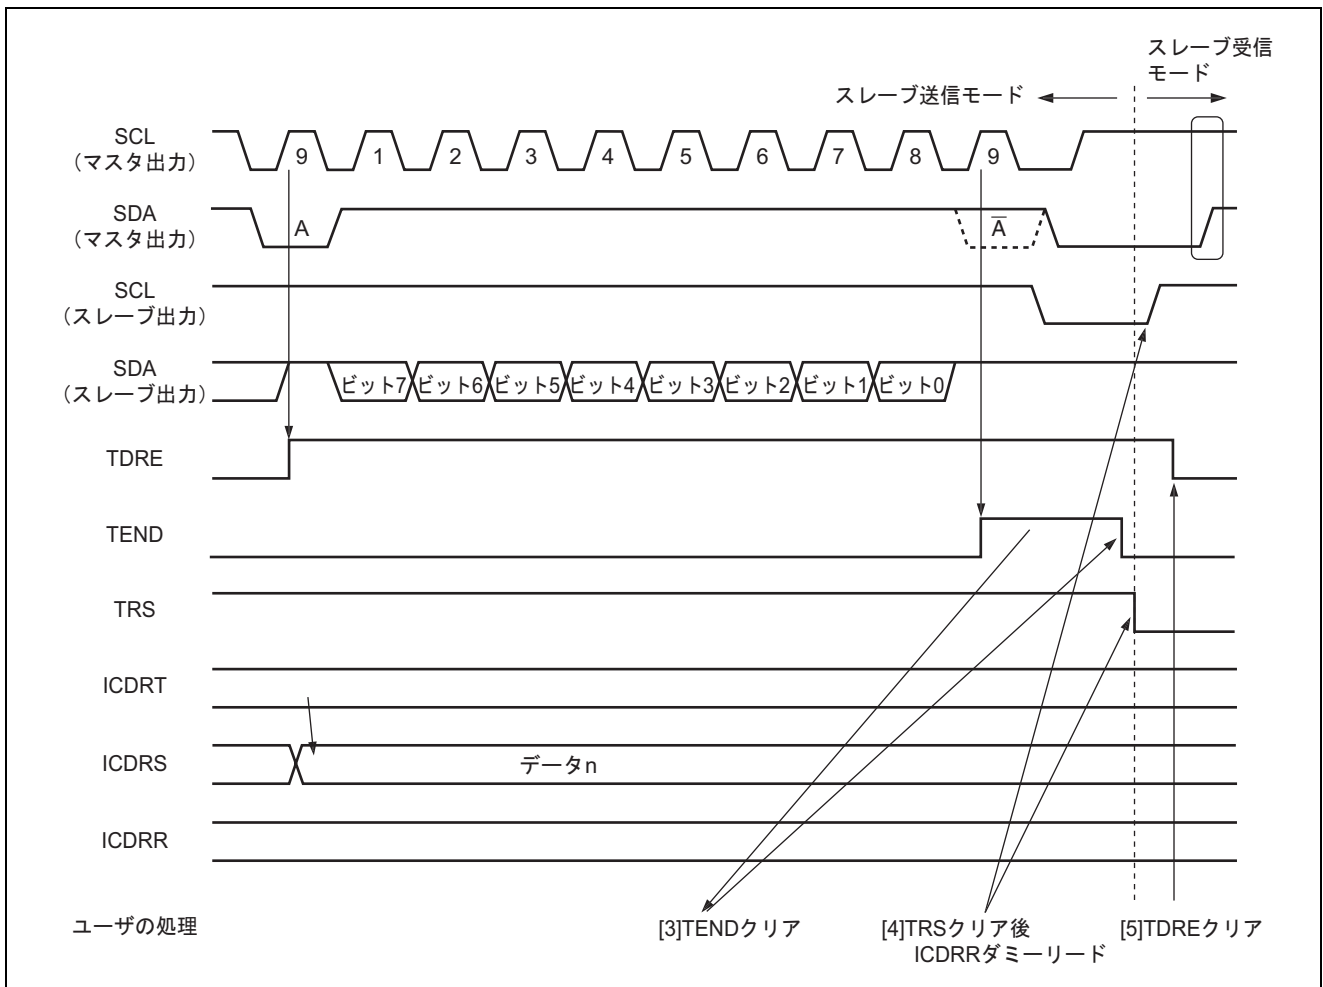 スレーブ受信
モード
スレーブ送信モード
SCL
（マスタ出力）
9 1 2 3 4 5 6 7 8 9
SDA
（マスタ出力）
A A̅
SCL
（スレーブ出力）
SDA
（スレーブ出力）
ビット7 ビット6 ビット5 ビット4 ビット3 ビット2 ビット1 ビット0
TDRE
TEND
TRS
ICDRT
ICDRS
データn
ICDRR
ユーザの処理
[3]TENDクリア
[4]TRSクリア後
ICDRRダミーリード
[5]TDREクリア